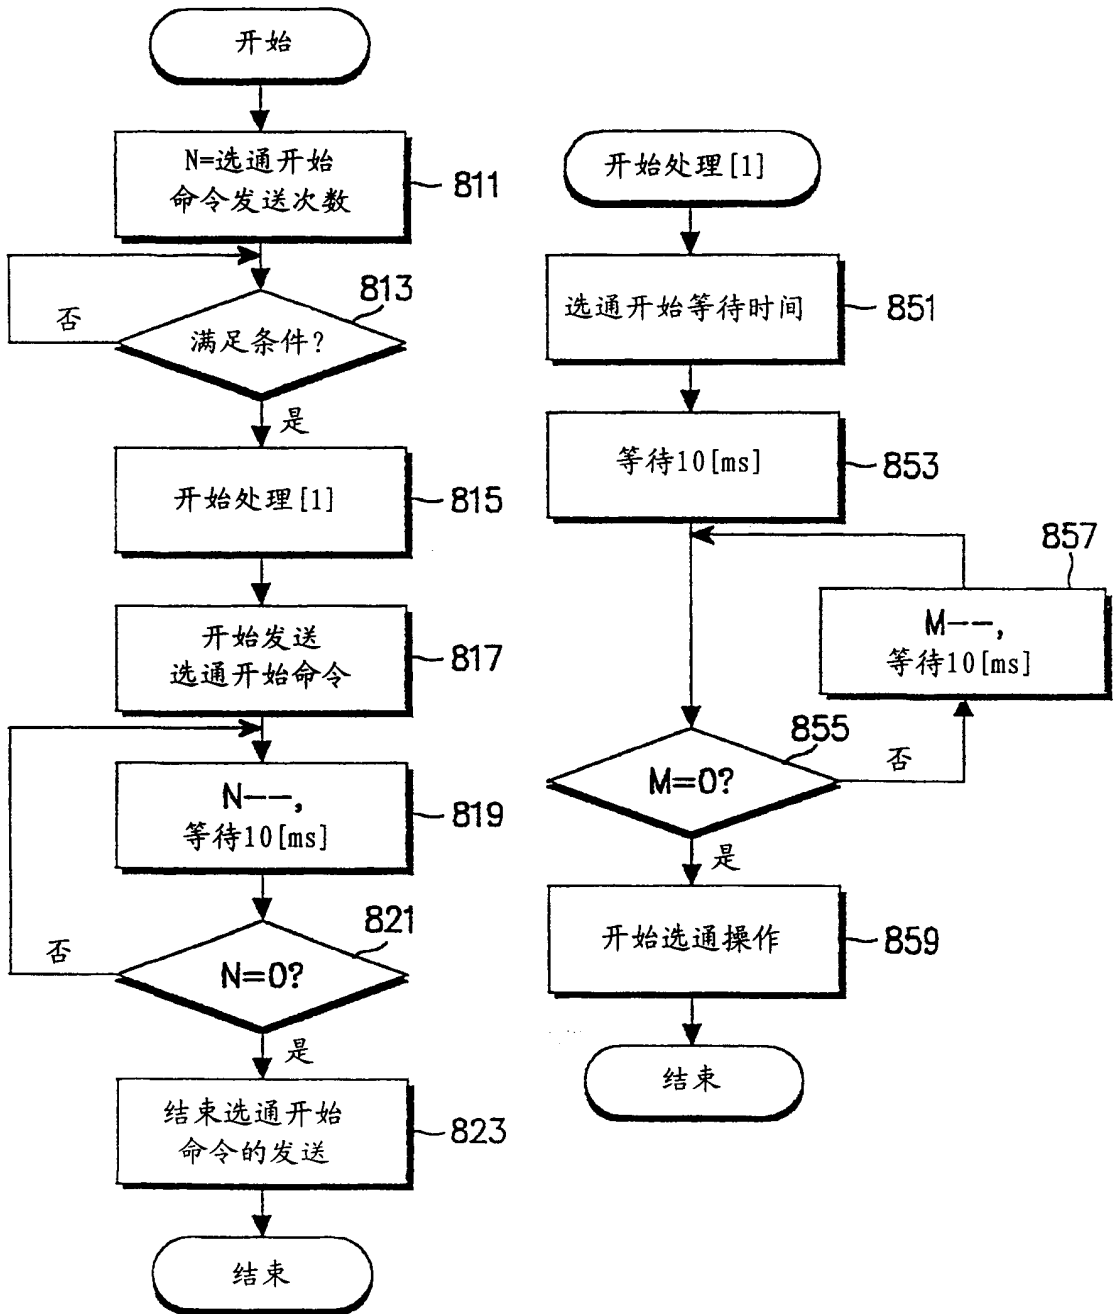 开始
N=选通开始
命令发送次数
811
813
满足条件?
否
是
开始处理[1]
815
开始发送
选通开始命令
817
N−−,
等待10[ms]
819
821
N=0?
否
是
结束选通开始
命令的发送
823
结束
开始处理[1]
选通开始等待时间
851
等待10[ms]
853
857
M−−,
等待10[ms]
855
M=0?
否
是
开始选通操作
859
结束